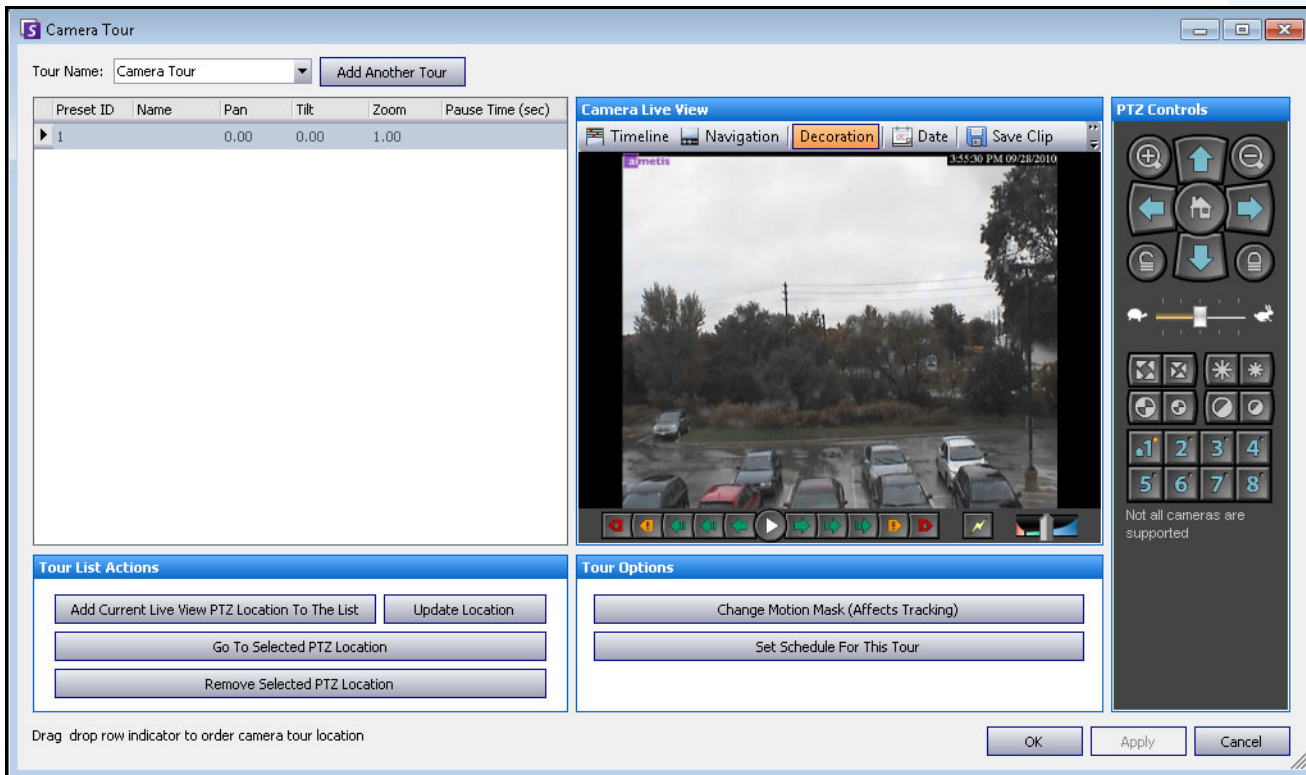 Camera Tour
Tour Name: Camera Tour Add Another Tour
Preset ID Name Pan Tilt Zoom Pause Time (sec)
1 0.00 0.00 1.00
Camera Live View
Timeline Navigation Decoration Date Save Clip
aimetis 3:55:30 PM 09/28/2010
PTZ Controls
1 2 3 4
5 6 7 8
Not all cameras are
supported
Tour List Actions
Add Current Live View PTZ Location To The List Update Location
Go To Selected PTZ Location
Remove Selected PTZ Location
Tour Options
Change Motion Mask (Affects Tracking)
Set Schedule For This Tour
Drag drop row indicator to order camera tour location
OK Apply Cancel